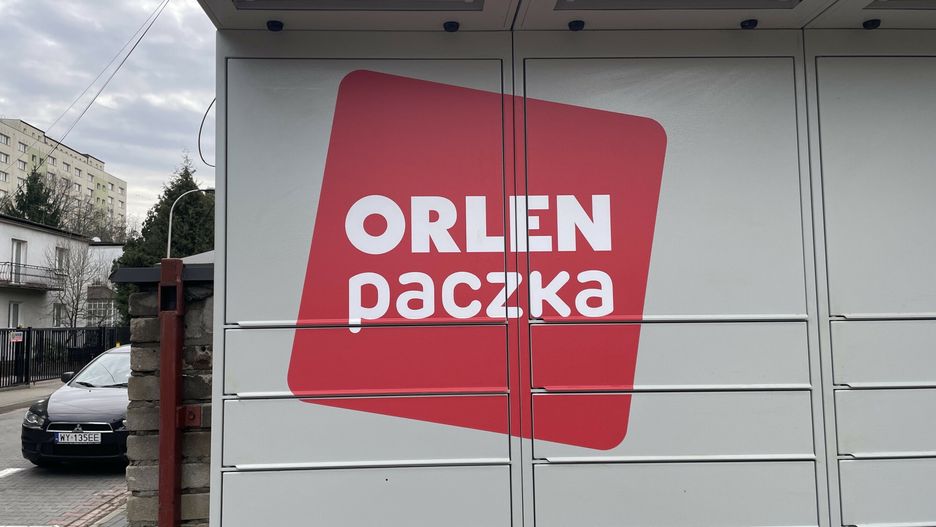 ORLEN
paczka
WY 135EE